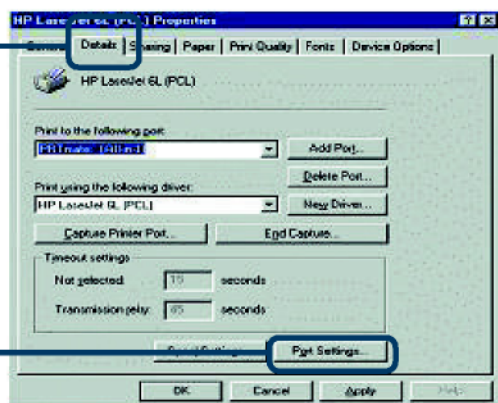 HP LaserJet 6L (PCL) Properties
General Details Sharing Paper Print Quality Fonts Device Options
HP LaserJet 6L (PCL)
Print to the following port:
Add Port...
Delete Port...
Print using the following driver:
HP LaserJet 6L (PCL)
New Driver...
Capture Printer Port...
End Capture...
Timeout settings
Not selected: 15 seconds
Transmission retry: 45 seconds
Port Settings...
OK
Cancel
Apply
Help